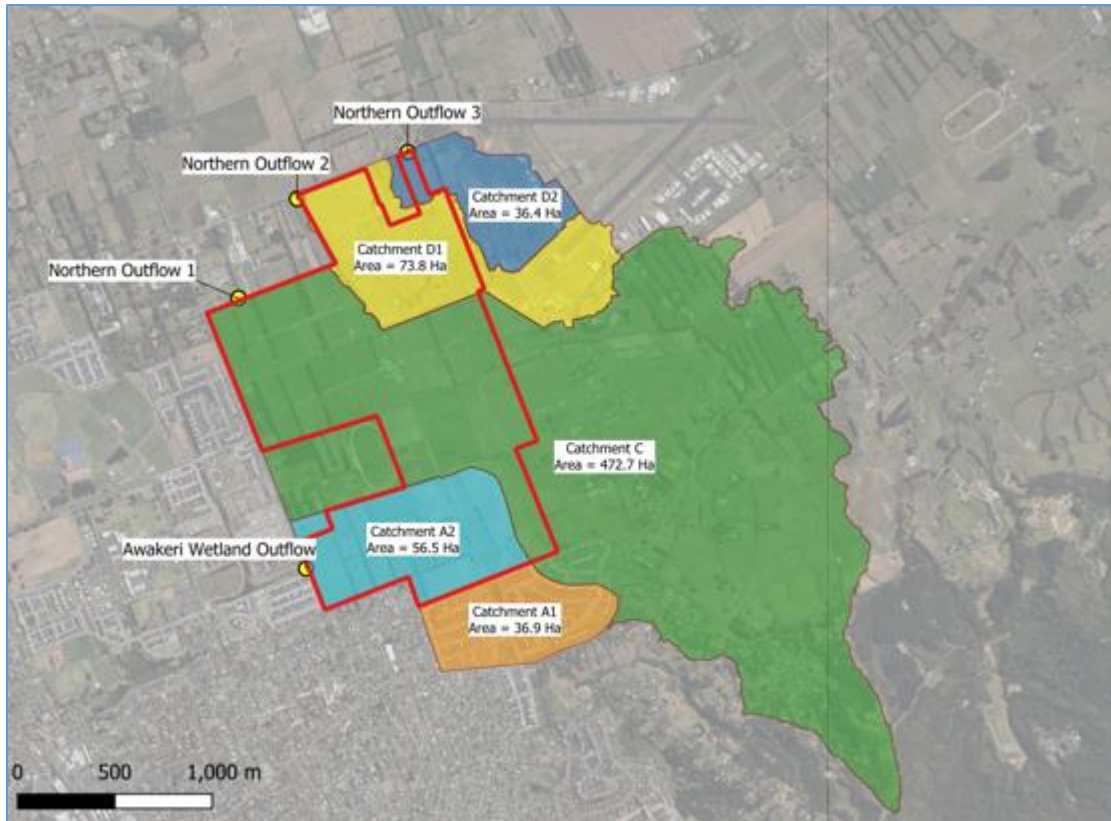 Northern Outflow 3
Northern Outflow 2
Catchment D2
Area = 36.4 Ha
Catchment D1
Area = 73.8 Ha
Northern Outflow 1
Catchment C
Area = 472.7 Ha
Catchment A2
Area = 56.5 Ha
Awakeri Wetland Outflow
Catchment A1
Area = 36.9 Ha
0 500 1,000 m